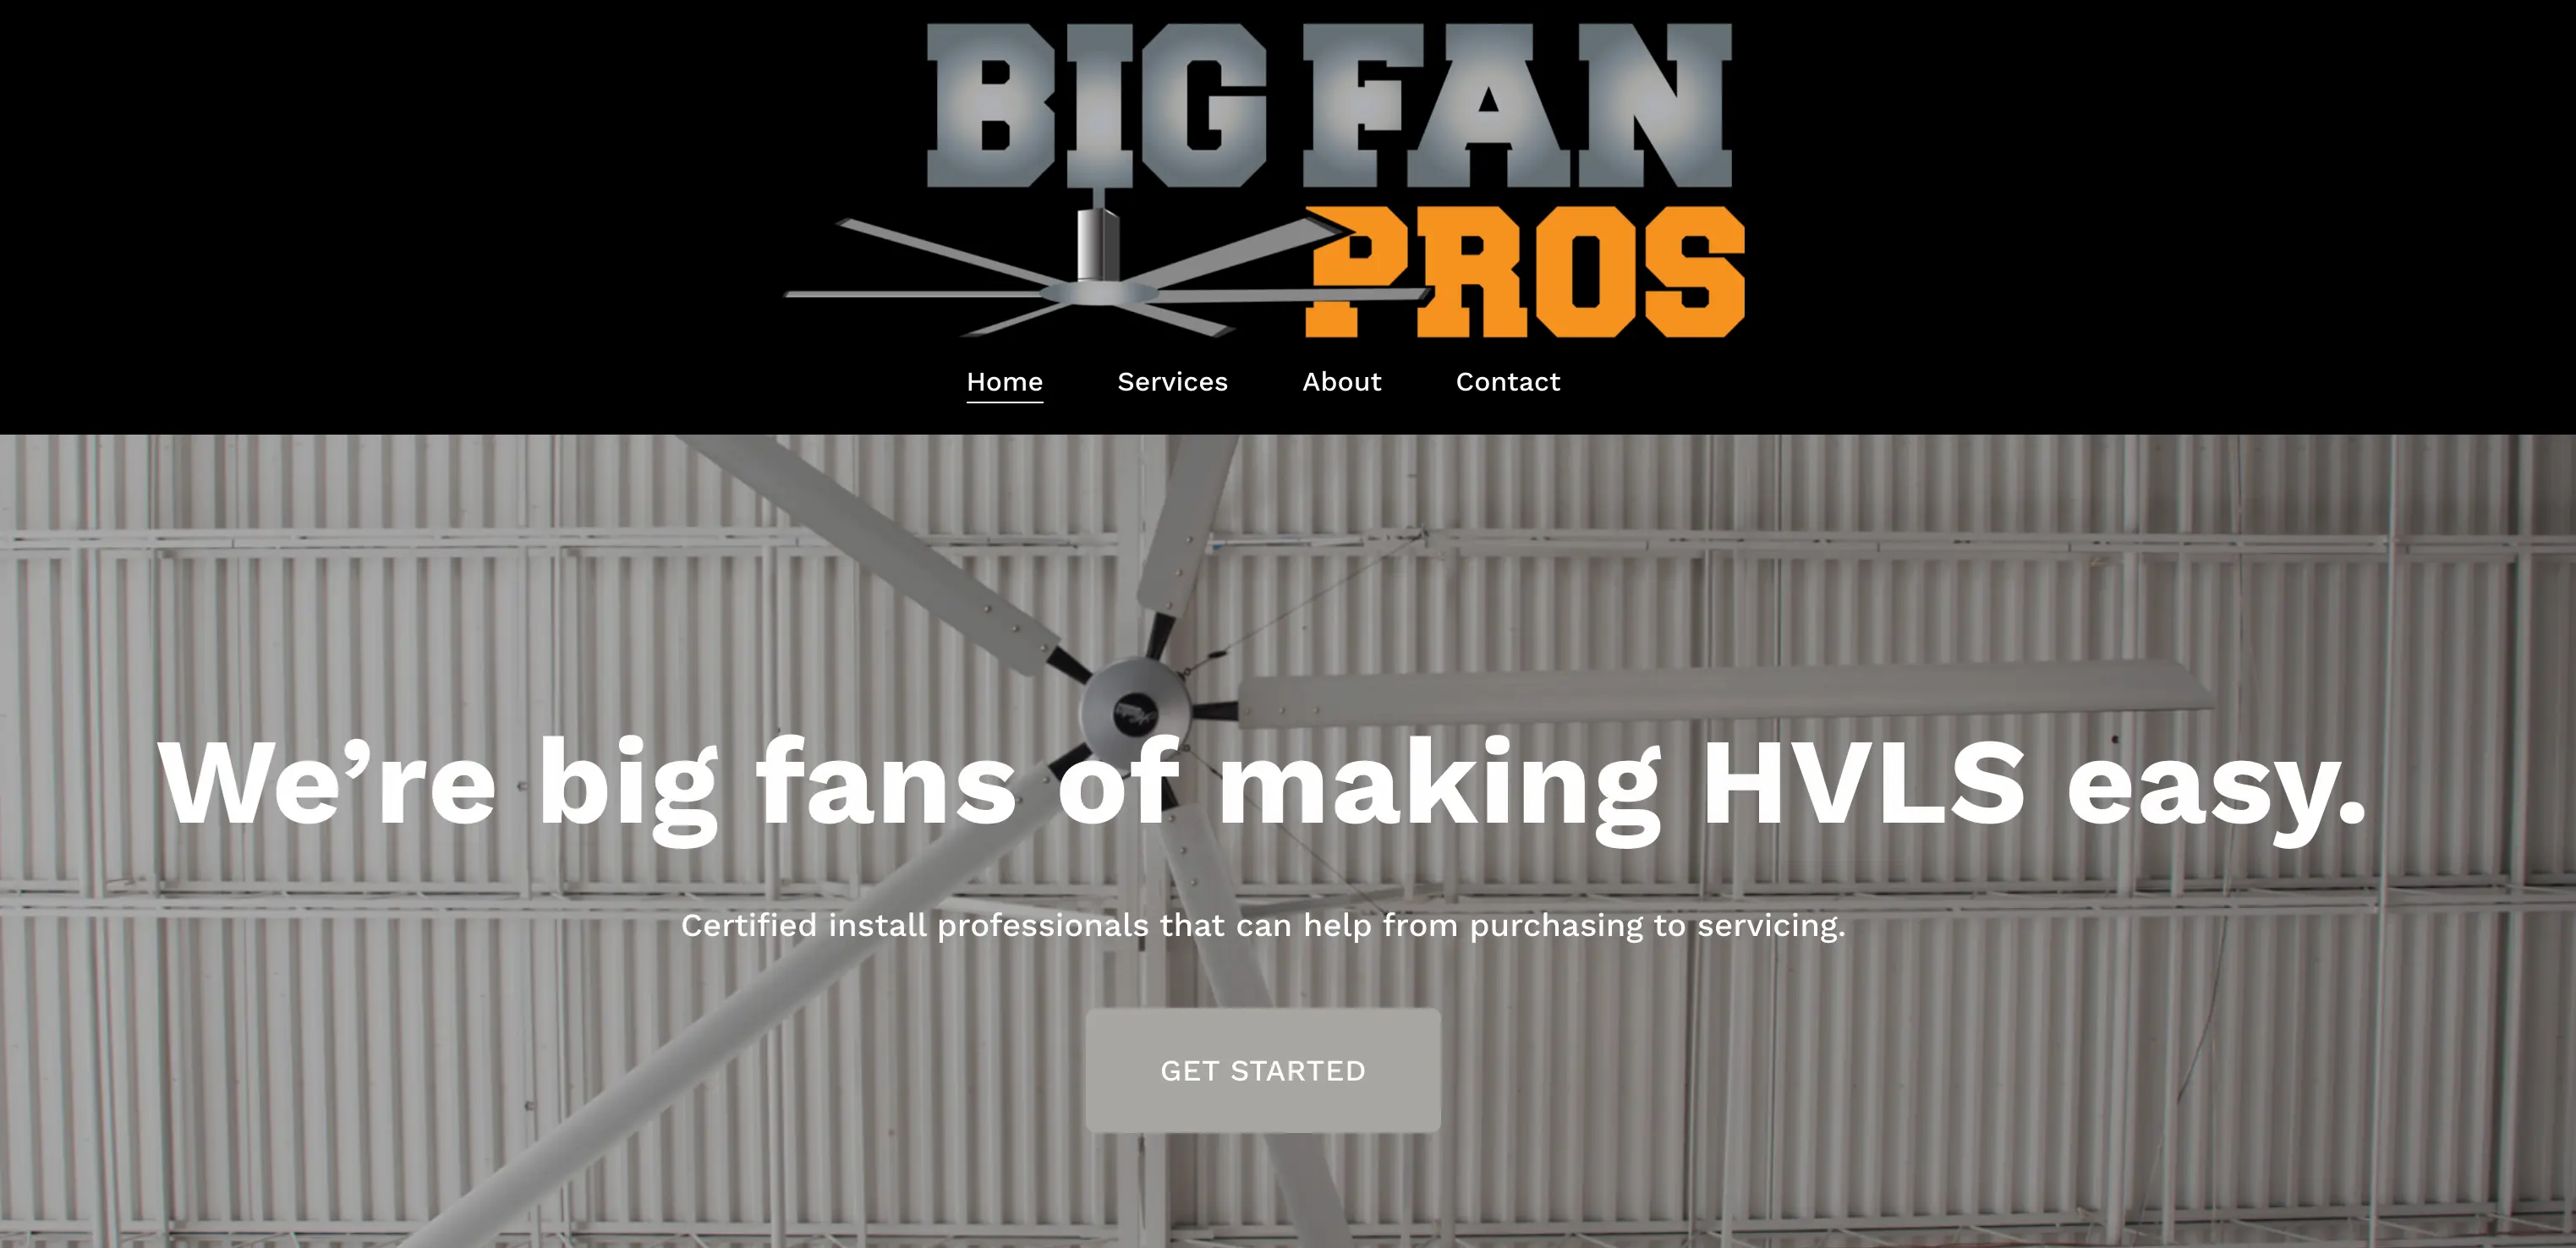 BIG FAN
PROS
Home Services About Contact
We’re big fans of making HVLS easy.
Certified install professionals that can help from purchasing to servicing.
GET STARTED